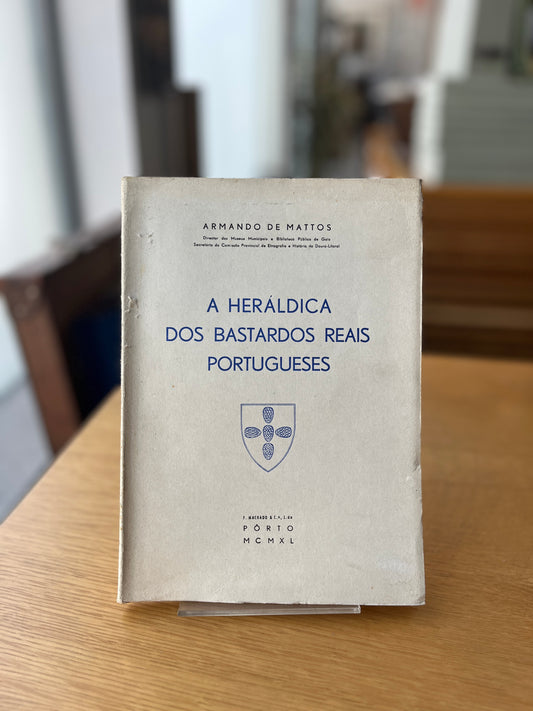 ARMANDO DE MATTOS
Director dos Museus Municipais e Biblioteca Pública de Gaia
Secretário da Comissão Provincial de Etnografia e História do Douro-Litoral
A HERÁLDICA
DOS BASTARDOS REAIS
PORTUGUESES
F. MACHADO & C.ª, L.da
PÔRTO
MCMXL